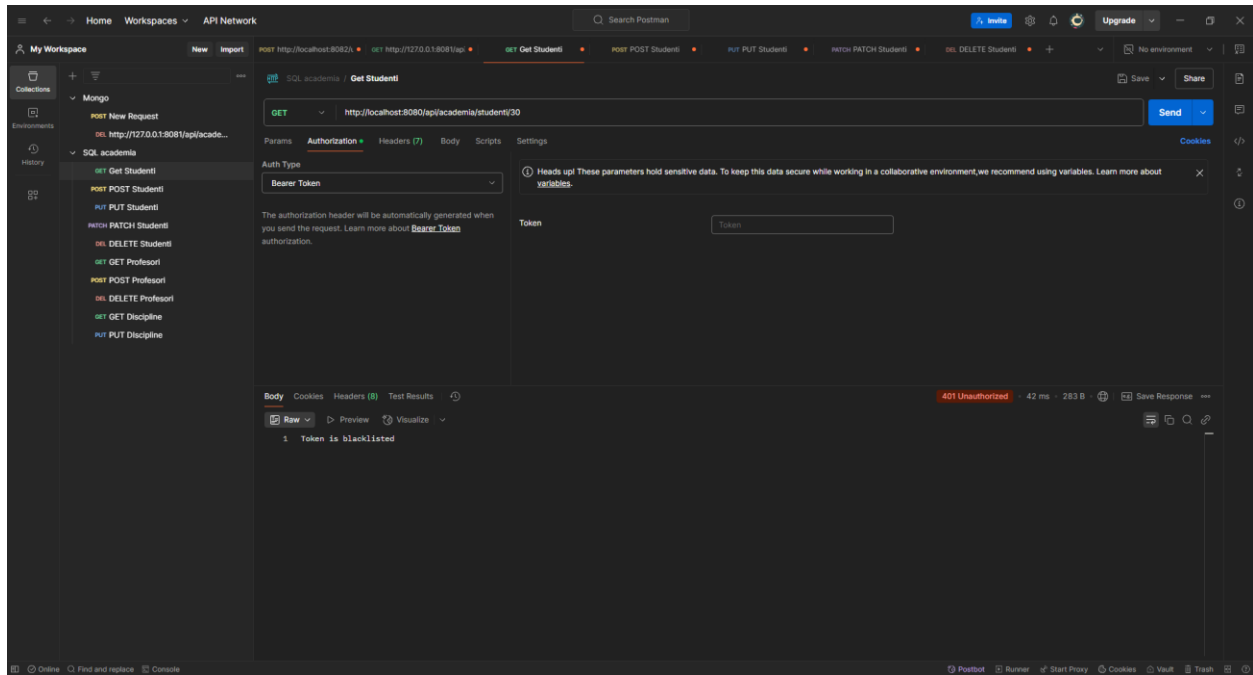 Home Workspaces API Network
Search Postman
Invite
Upgrade
My Workspace
New Import
POST http://localhost:8082/
GET http://127.0.0.1:8081/api
GET Get Studenti
POST POST Studenti
PUT PUT Studenti
PATCH PATCH Studenti
DEL DELETE Studenti
No environment
Collections
Environments
History
Mongo
POST New Request
DEL http://127.0.0.1:8081/api/acade...
SQL academia
GET Get Studenti
POST POST Studenti
PUT PUT Studenti
PATCH PATCH Studenti
DEL DELETE Studenti
GET GET Profesori
POST POST Profesori
DEL DELETE Profesori
GET GET Discipline
PUT PUT Discipline
SQL academia / Get Studenti
Save
Share
GET http://localhost:8080/api/academia/studenti/30
Send
Params Authorization Headers (7) Body Scripts Settings
Cookies
Auth Type
Bearer Token
The authorization header will be automatically generated when
you send the request. Learn more about Bearer Token
authorization.
Heads up! These parameters hold sensitive data. To keep this data secure while working in a collaborative environment,we recommend using variables. Learn more about
variables.
Token
Token
Body Cookies Headers (8) Test Results
401 Unauthorized 42 ms 283 B
Save Response
Raw Preview Visualize
1 Token is blacklisted
Online Find and replace Console
Postbot Runner Start Proxy Cookies Vault Trash